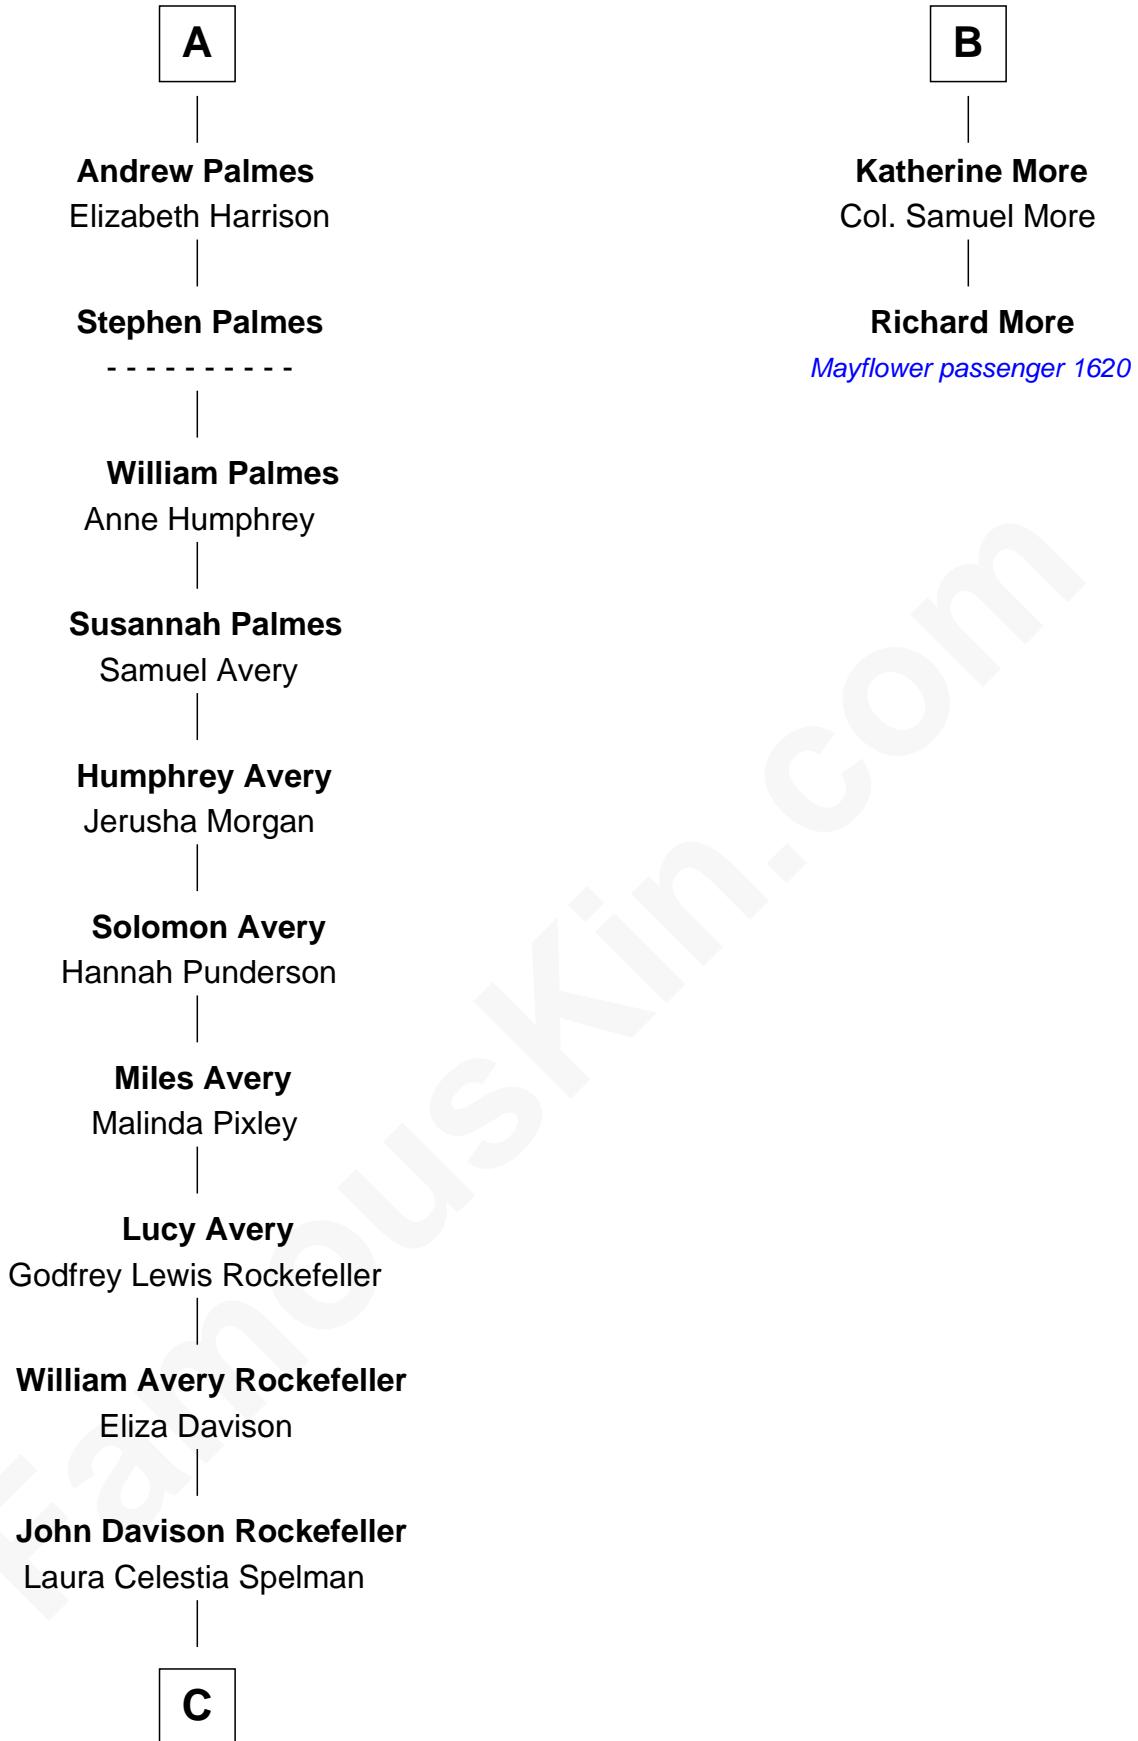 A
Andrew Palmes
Elizabeth Harrison
Stephen Palmes
- - - - - - - - - -
William Palmes
Anne Humphrey
Susannah Palmes
Samuel Avery
Humphrey Avery
Jerusha Morgan
Solomon Avery
Hannah Punderson
Miles Avery
Malinda Pixley
Lucy Avery
Godfrey Lewis Rockefeller
William Avery Rockefeller
Eliza Davison
John Davison Rockefeller
Laura Celestia Spelman
C
B
Katherine More
Col. Samuel More
Richard More
Mayflower passenger 1620
FamousKin.com